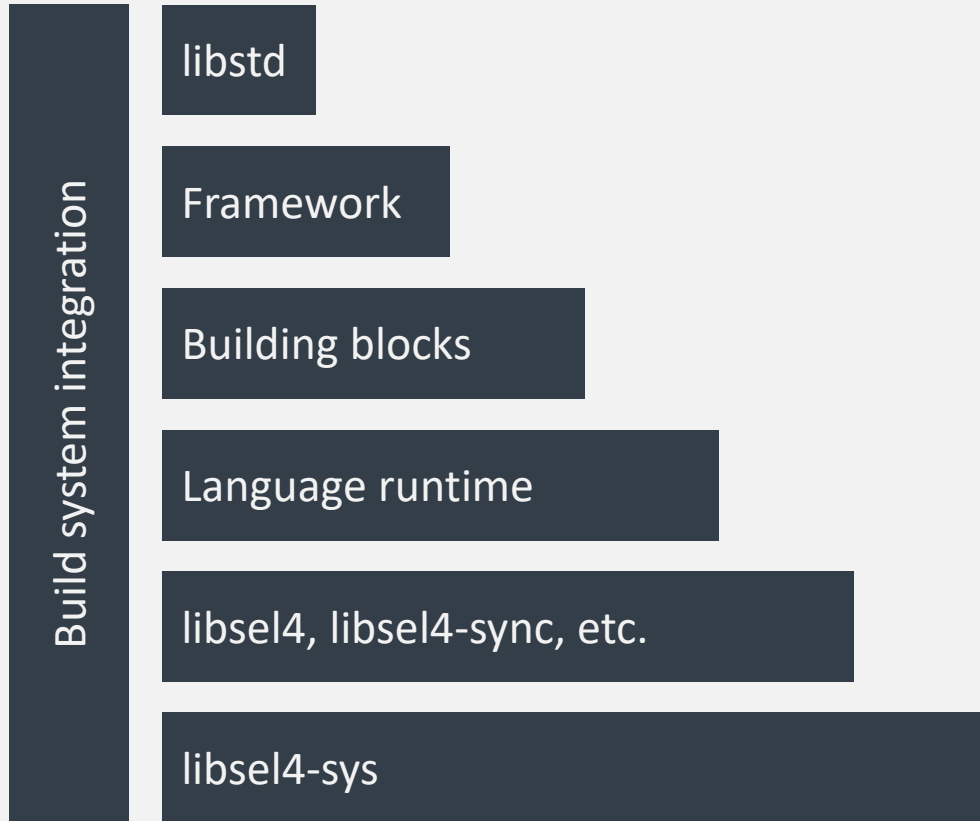 Build system integration
libstd
Framework
Building blocks
Language runtime
libsel4, libsel4-sync, etc.
libsel4-sys